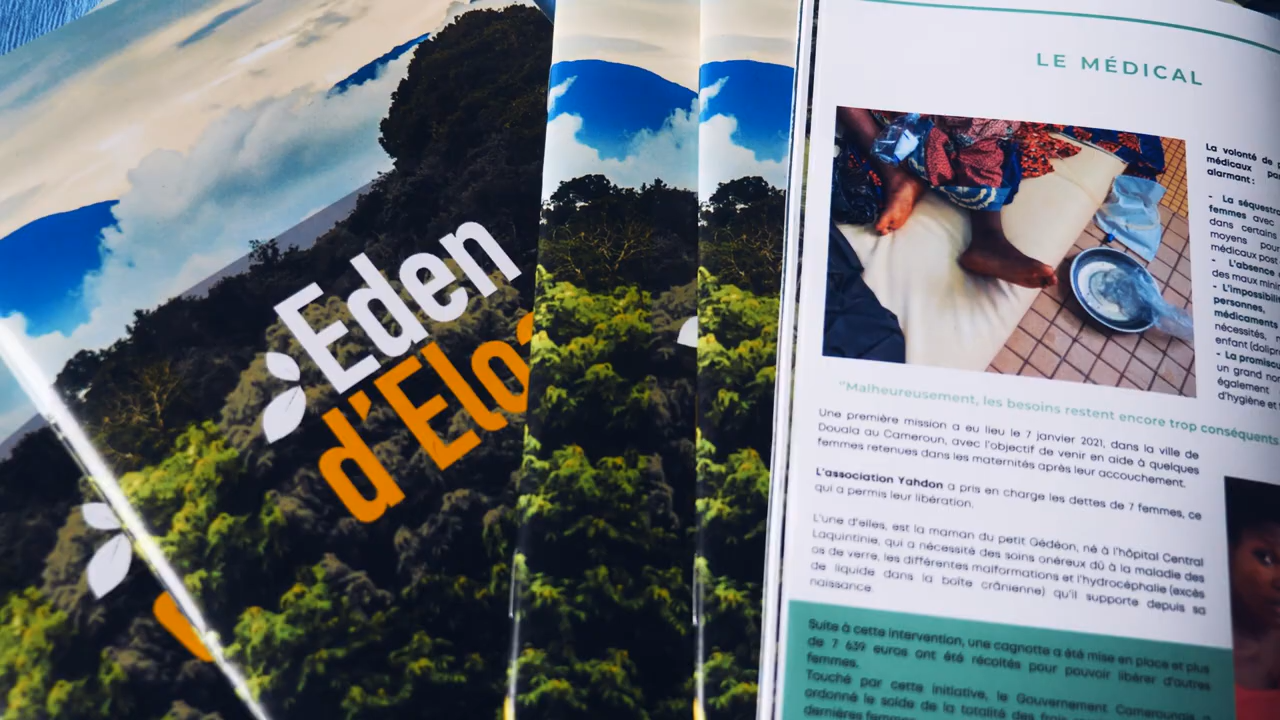 Eden
d'Elo
LE MÉDICAL
La volonté de
médicaux
alarmant :
- La
femmes avec
dans certains
moyens pour
médicaux post
- L'absence
des maux
-
personnes,
médicaments
nécessités,
enfant
- La
un grand
également
d'hygiène et
"Malheureusement, les besoins restent encore trop conséquents
Une première mission a eu lieu le 7 janvier 2021, dans la ville de
Douala au Cameroun, avec l'objectif de venir en aide à quelques
femmes retenues dans les maternités après leur accouchement.
L'association Yahdon a pris en charge les dettes de 7 femmes, ce
qui a permis leur libération.
L'une d'elles, est la maman du petit Gédéon, né à l'hôpital Central
Laquintinie, qui a nécessité des soins onéreux dû à la maladie des
os de verre, les différentes malformations et l'hydrocéphalie (excès
de liquide dans la boîte crânienne) qu'il supporte depuis sa
naissance.
Suite à cette intervention, une cagnotte a été mise en place et plus
de 7 639 euros ont été récoltés pour pouvoir libérer d'autres
femmes.
Touché par cette initiative, le Gouvernement Camerounais a
ordonné le solde de la totalité des frais
dernières